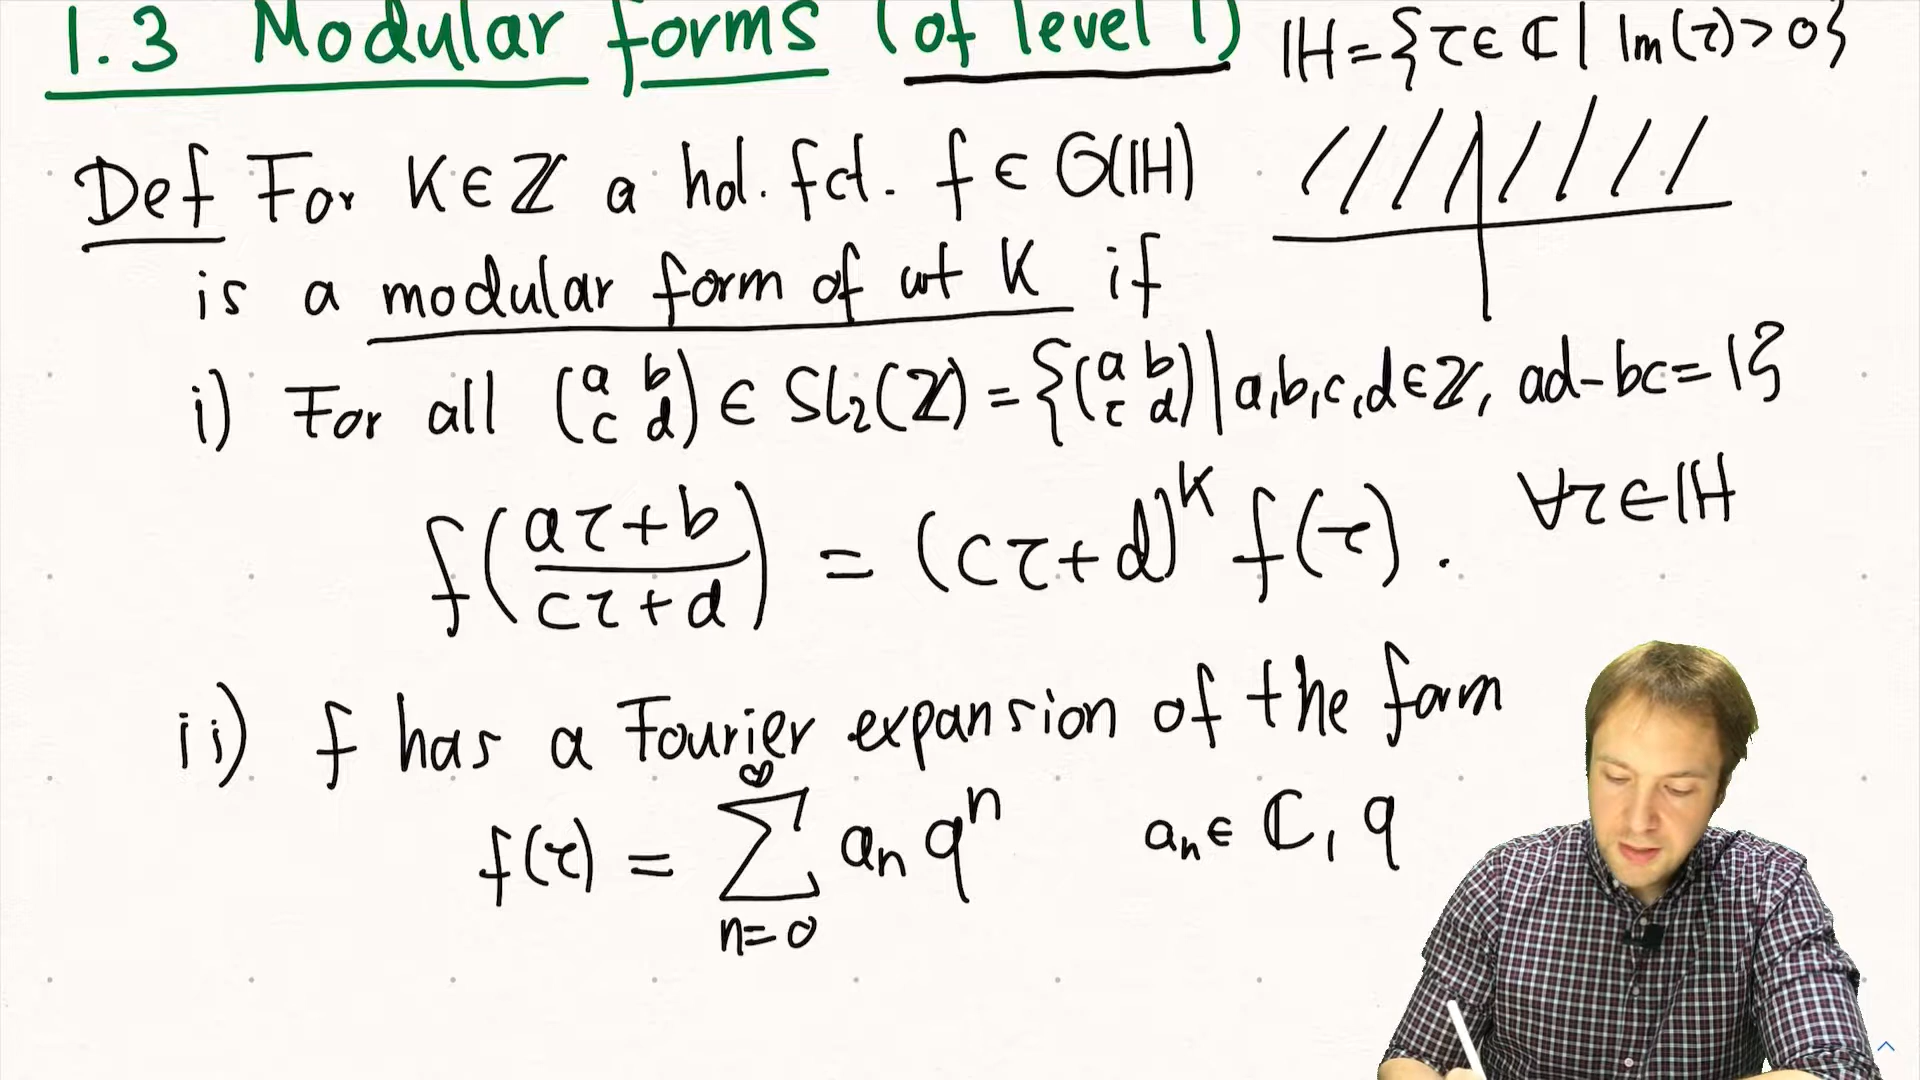 1.3 Modular forms (of level 1)
ℍ = {τ ∈ ℂ | Im(τ) > 0}
Def For K ∈ ℤ a hol. fct. f ∈ O(ℍ)
is a modular form of wt K if
i) For all (a b; c d) ∈ SL₂(ℤ) = {(a b; c d) | a,b,c,d ∈ ℤ, ad-bc = 1}
f((aτ+b)/(cτ+d)) = (cτ+d)^K f(τ). ∀τ ∈ ℍ
ii) f has a Fourier expansion of the form
f(τ) = ∑_{n=0}^{∞} aₙ qⁿ aₙ ∈ ℂ, q